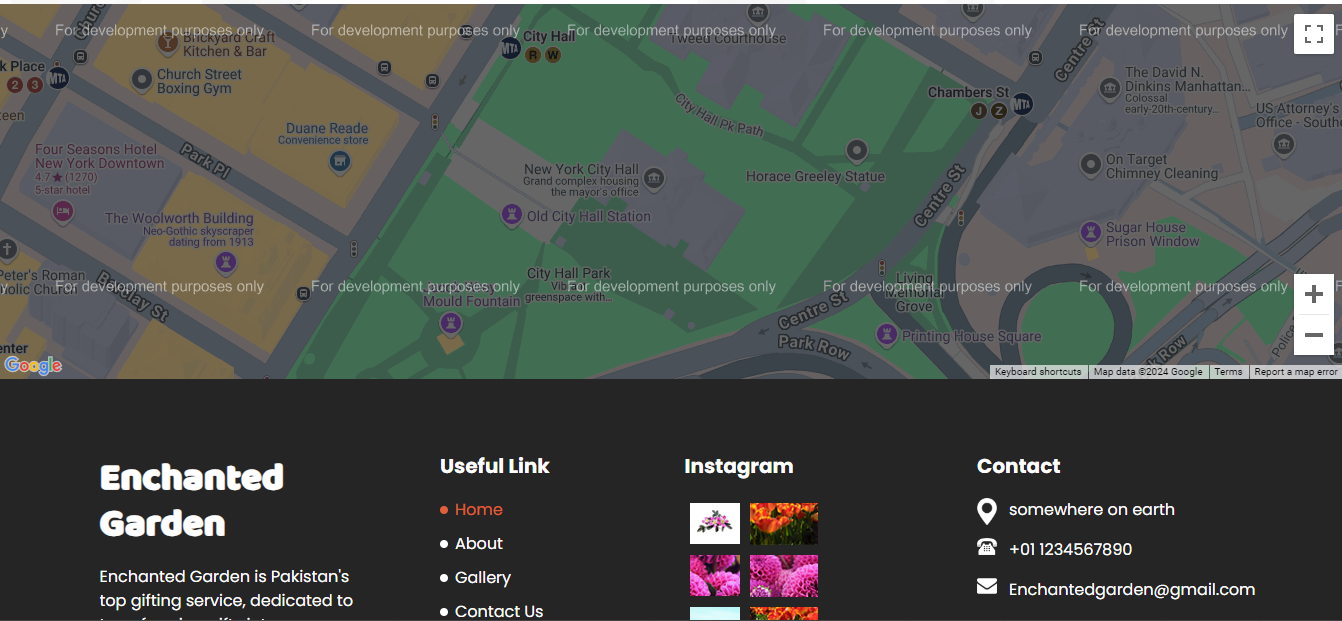 For development purposes only For development purposes only For development purposes only For development purposes only For development purposes only
Brickyard Craft
Kitchen & Bar
City Hall
R W
Tweed Courthouse
Centre St
k Place
2 3
MTA
MTA
Church Street
Boxing Gym
City Hall Pk Path
Chambers St
J Z
MTA
The David N.
Dinkins Manhattan...
Colossal
early-20th-century...
US Attorney's
Office - South
Duane Reade
Convenience store
Four Seasons Hotel
New York Downtown
4.7★ (1270)
5-star hotel
Park Pl
New York City Hall
Grand complex housing
the mayor's office
Horace Greeley Statue
On Target
Chimney Cleaning
Centre St
The Woolworth Building
Neo-Gothic skyscraper
dating from 1913
Old City Hall Station
Sugar House
Prison Window
Peter's Roman
olic Church
Barclay St
City Hall Park
greenspace with...
Living
Memorial
Grove
y For development purposes only For development purposes only For development purposes only For development purposes only For development purposes only
Mould Fountain
Centre St
Park Row
Printing House Square
Park Row
Police
enter
Google
Keyboard shortcuts Map data ©2024 Google Terms Report a map error
Enchanted
Garden
Enchanted Garden is Pakistan's
top gifting service, dedicated to
Useful Link
Home
About
Gallery
Contact Us
Instagram
Contact
somewhere on earth
+01 1234567890
Enchantedgarden@gmail.com